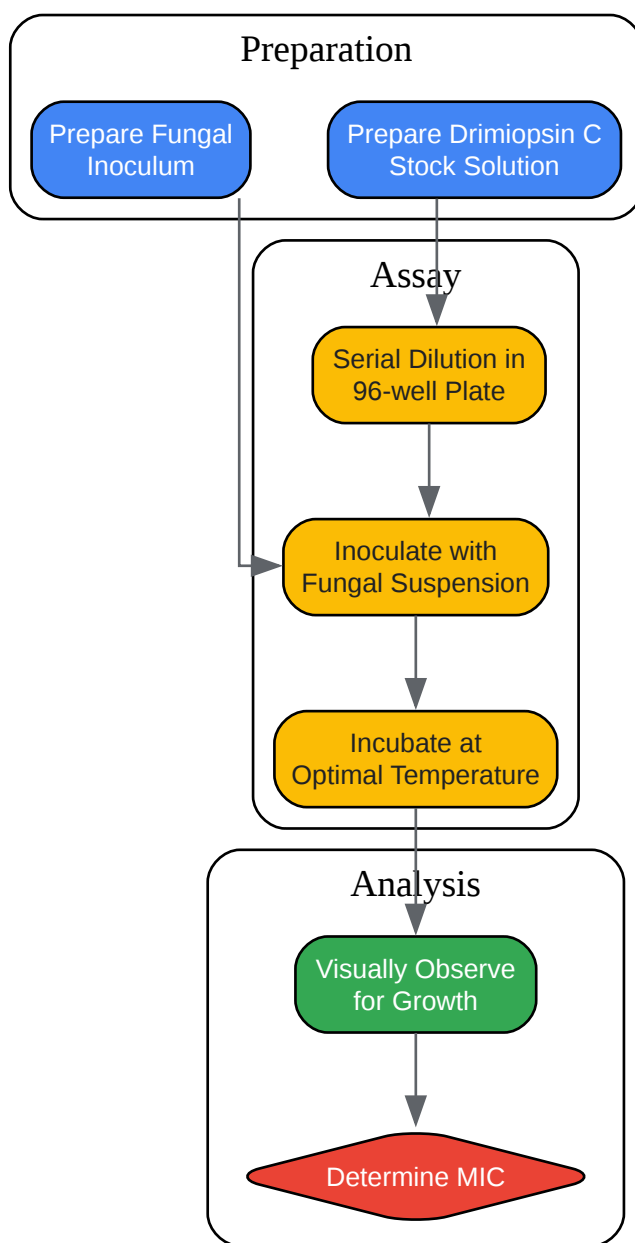 Preparation
Prepare Fungal
Inoculum
Prepare Drimiopsin C
Stock Solution
Assay
Serial Dilution in
96-well Plate
Inoculate with
Fungal Suspension
Incubate at
Optimal Temperature
Analysis
Visually Observe
for Growth
Determine MIC